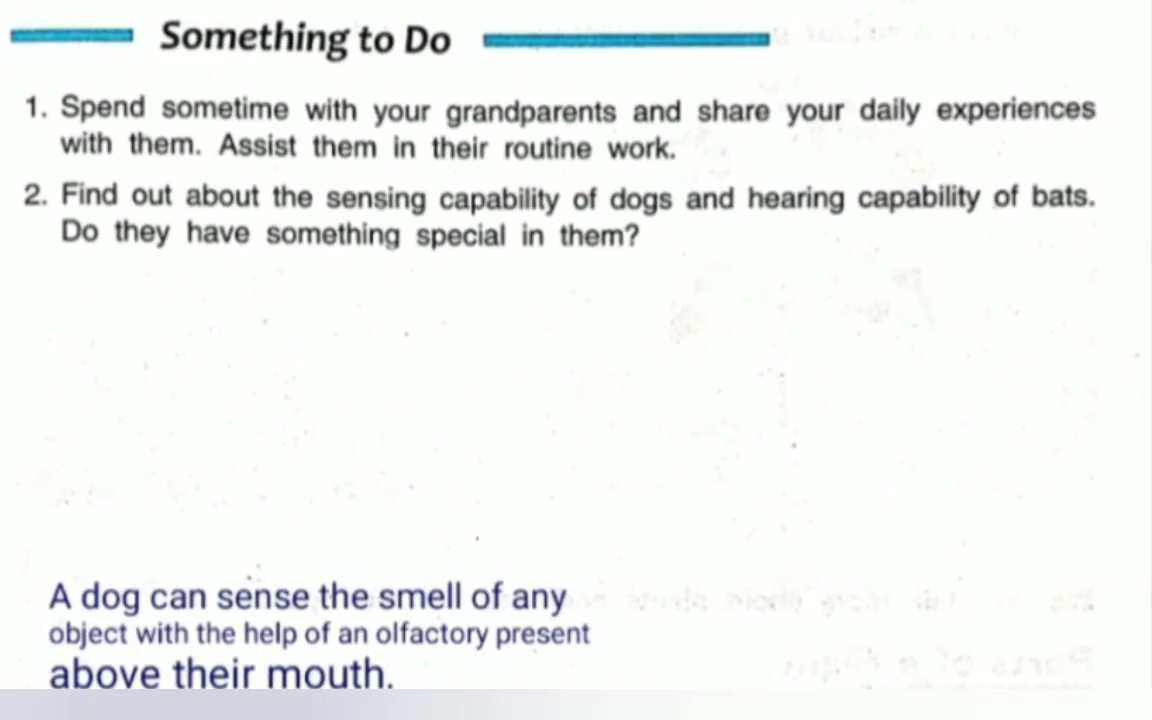 Something to Do
1. Spend sometime with your grandparents and share your daily experiences
with them. Assist them in their routine work.
2. Find out about the sensing capability of dogs and hearing capability of bats.
Do they have something special in them?
A dog can sense the smell of any
object with the help of an olfactory present
above their mouth.